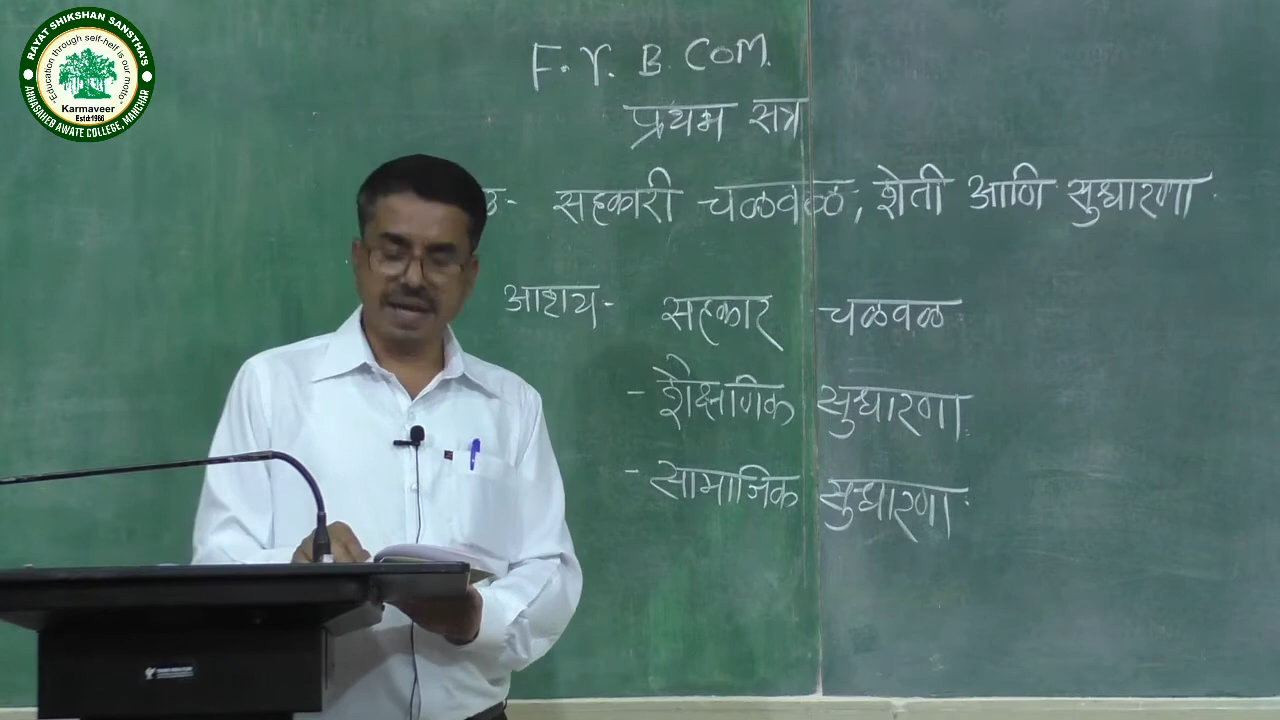 RAYAT SHIKSHAN SANSTHA'S
"Education through self-help is our motto"
Karmaveer
Estd:1966
ANNASAHEB AWATE COLLEGE, MANCHAR
F. Y. B. COM.
प्रथम सत्र
सहकारी चळवळ, शेती आणि सुधारणा
आशय - सहकार चळवळ
- शैक्षणिक सुधारणा
- सामाजिक सुधारणा